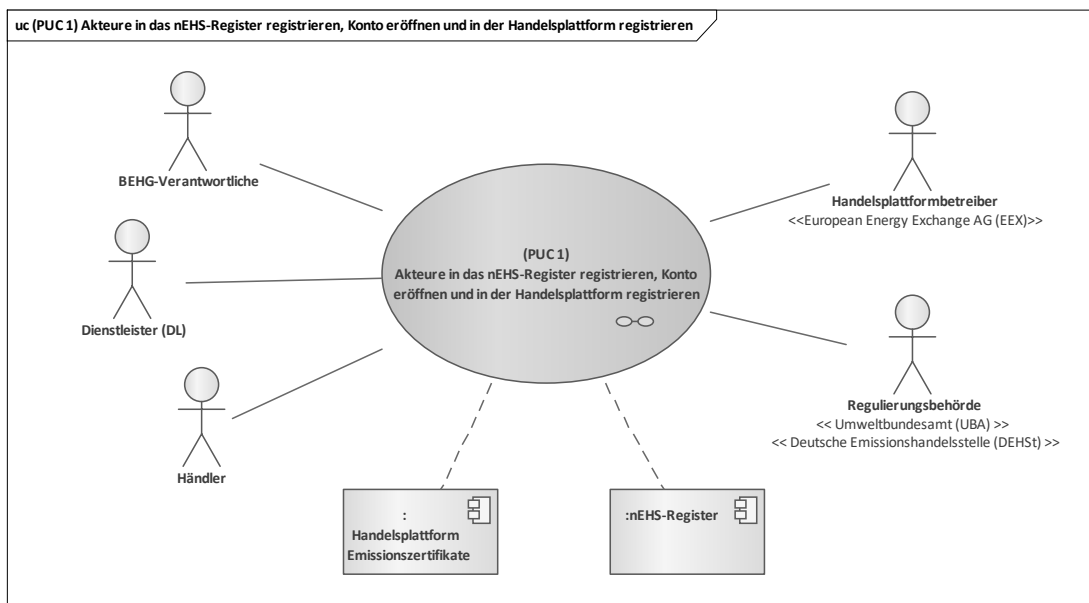 uc (PUC 1) Akteure in das nEHS-Register registrieren, Konto eröffnen und in der Handelsplattform registrieren
BEHG-Verantwortliche
Dienstleister (DL)
Händler
(PUC 1)
Akteure in das nEHS-Register registrieren, Konto
eröffnen und in der Handelsplattform registrieren
Handelsplattformbetreiber
<<European Energy Exchange AG (EEX)>>
Regulierungsbehörde
<< Umweltbundesamt (UBA) >>
<< Deutsche Emissionshandelsstelle (DEHSt) >>
:
Handelsplattform
Emissionszertifikate
:nEHS-Register